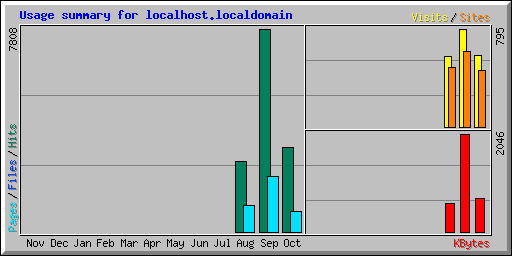 Usage summary for localhost.localdomain
Visits/Sites
7808
795
Pages/Files/Hits
2046
Nov Dec Jan Feb Mar Apr May Jun Jul Aug Sep Oct
KBytes